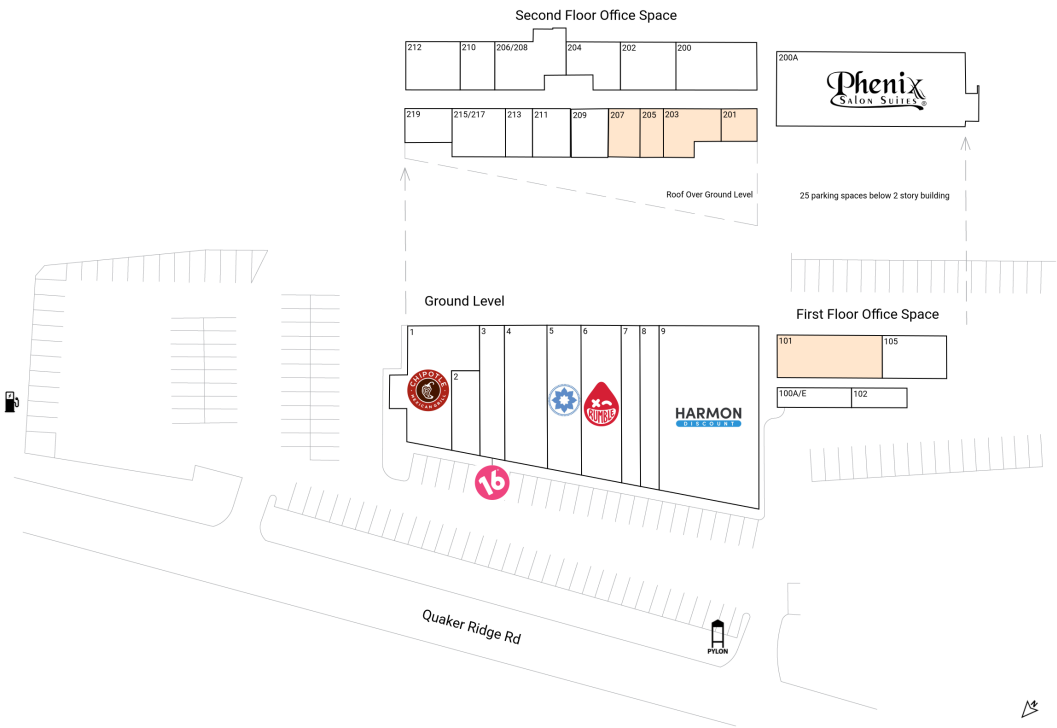 Second Floor Office Space
212
210
206/208
204
202
200
200A
Phenix
SALON SUITES®
219
215/217
213
211
209
207
205
203
201
Roof Over Ground Level
25 parking spaces below 2 story building
Ground Level
First Floor Office Space
1
2
3
4
5
6
7
8
9
101
105
100A/E
102
CHIPOTLE
MEXICAN GRILL
RUMBLE
HARMON
DISCOUNT
16
Quaker Ridge Rd
PYLON